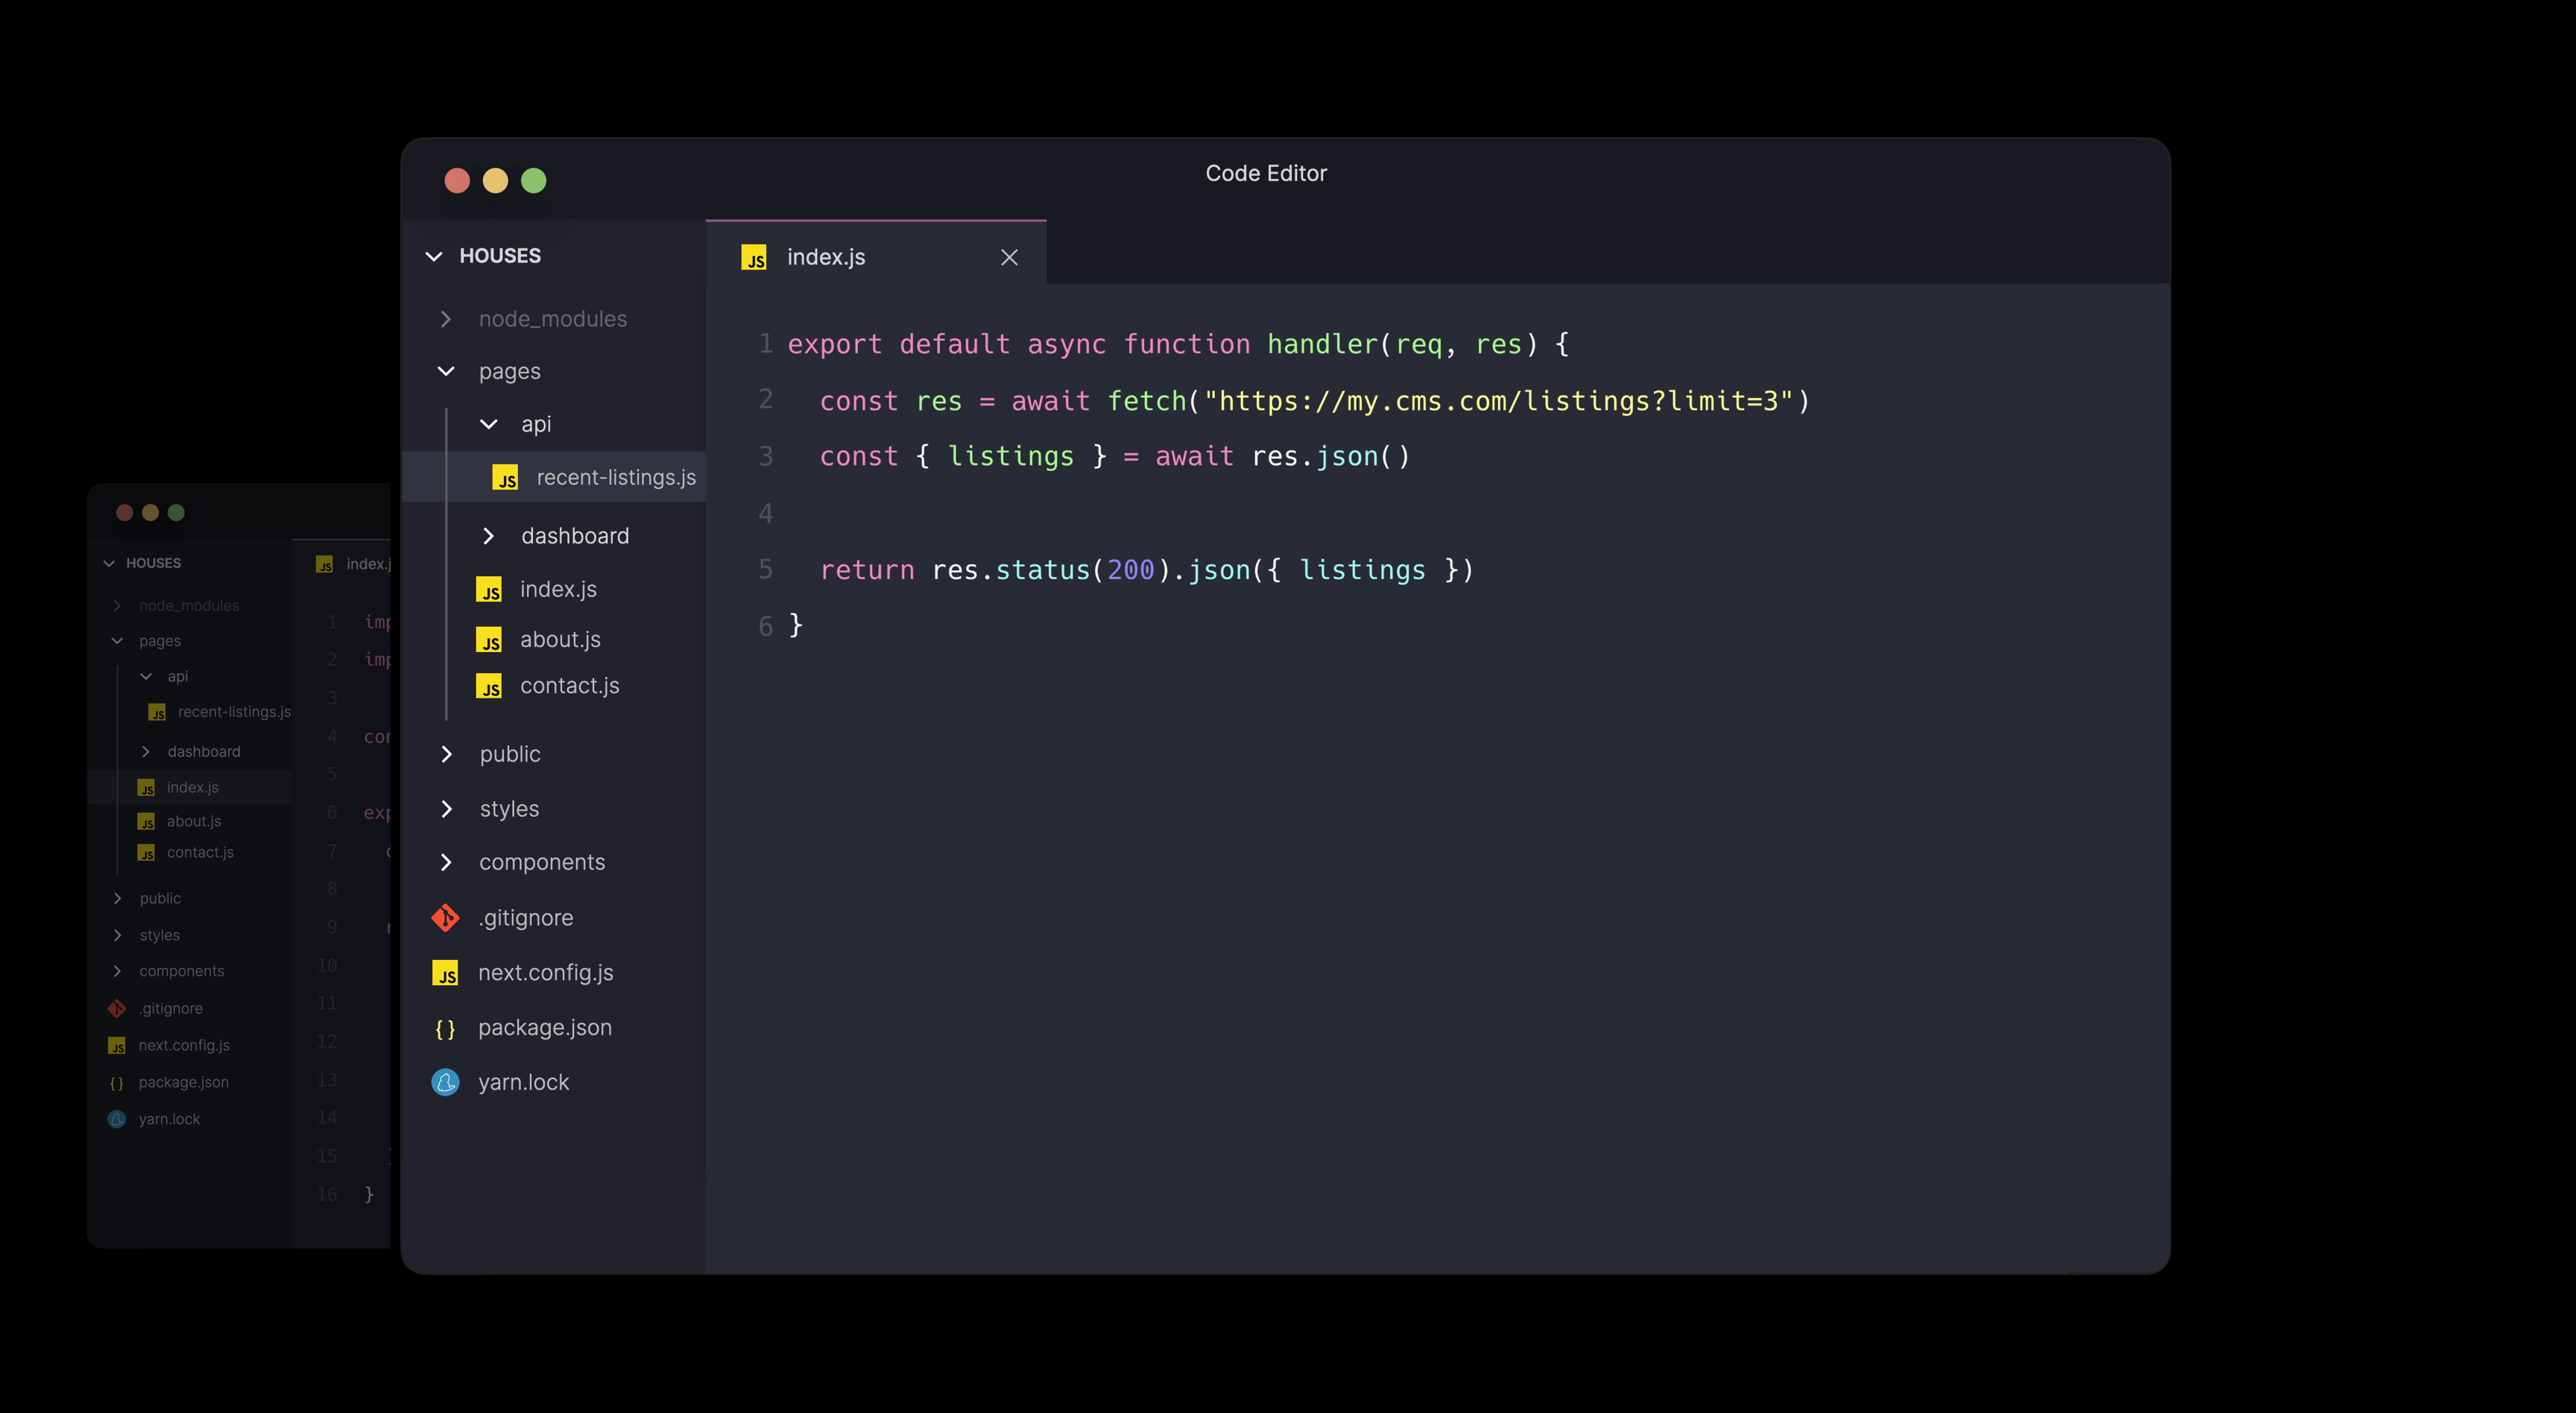 Code Editor
HOUSES
node_modules
pages
api
JS recent-listings.js
dashboard
JS index.js
JS about.js
JS contact.js
public
styles
components
.gitignore
JS next.config.js
{} package.json
yarn.lock
JS index.js
1 export default async function handler(req, res) {
2 const res = await fetch("https://my.cms.com/listings?limit=3")
3 const { listings } = await res.json()
4
5 return res.status(200).json({ listings })
6 }
HOUSES
node_modules
pages
api
JS recent-listings.js
dashboard
JS index.js
JS about.js
JS contact.js
public
styles
components
.gitignore
JS next.config.js
{} package.json
yarn.lock
JS index.j
1 imp
2 imp
3
4 con
5
6 exp
7
8
9
10
11
12
13
14
15
16 }